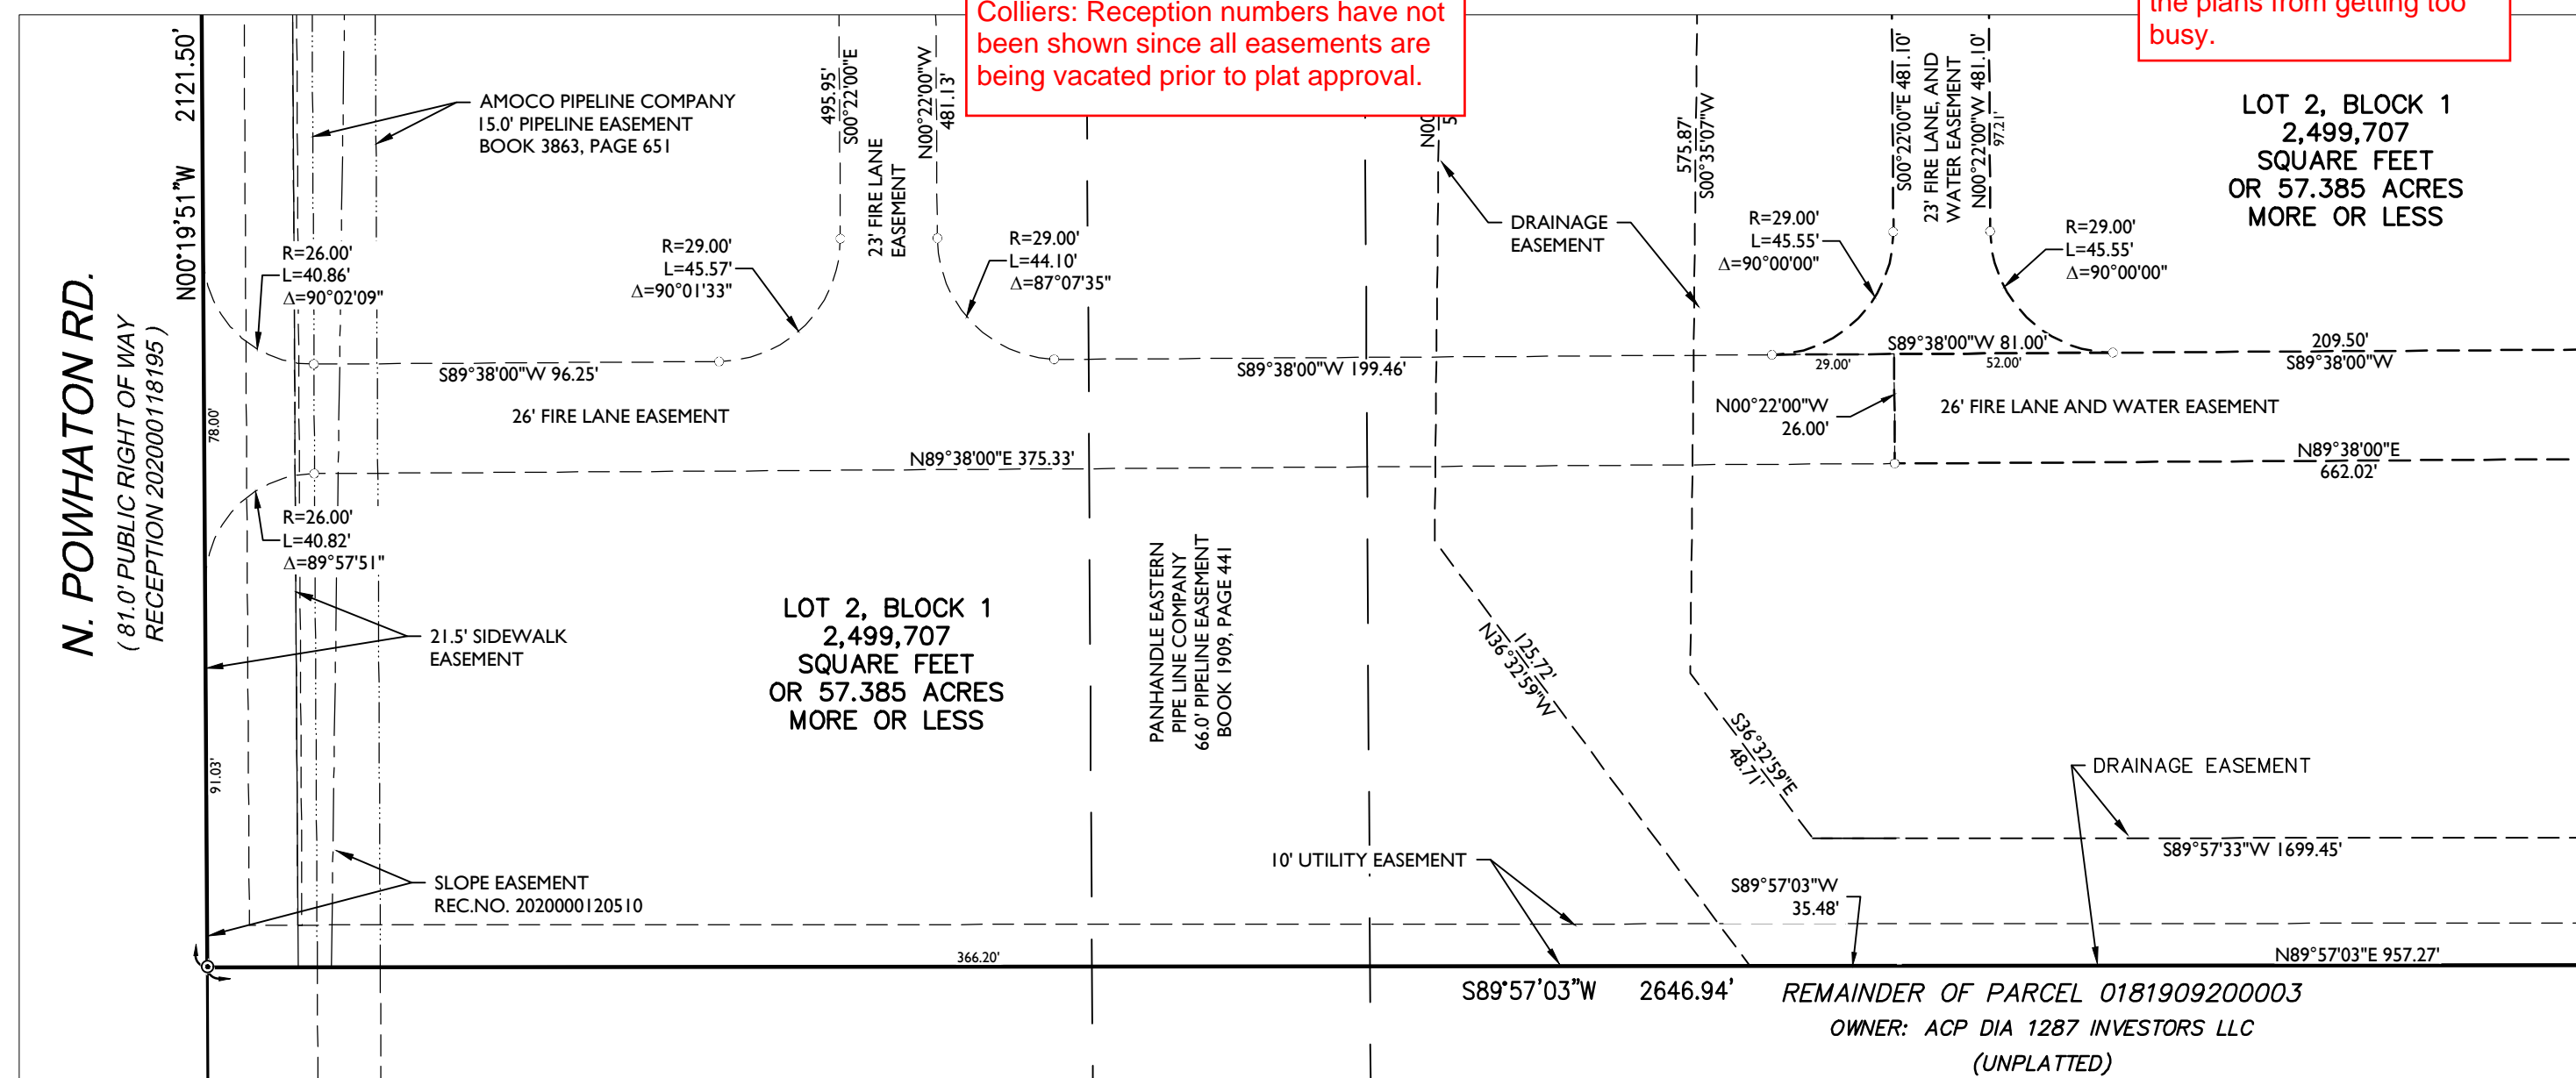 Colliers: Reception numbers have not
been shown since all easements are
being vacated prior to plat approval.
the plans from getting too
busy.
N00°19'51"W 2121.50'
AMOCO PIPELINE COMPANY
15.0' PIPELINE EASEMENT
BOOK 3863, PAGE 651
495.95'
S00°22'00"E
23' FIRE LANE
EASEMENT
N00°22'00"W
481.13'
N00
575.87'
S00°35'07"W
S00°22'00"E 481.10'
23' FIRE LANE, AND
WATER EASEMENT
N00°22'00"W 481.10'
97.21'
LOT 2, BLOCK 1
2,499,707
SQUARE FEET
OR 57.385 ACRES
MORE OR LESS
R=26.00'
L=40.86'
Δ=90°02'09"
R=29.00'
L=45.57'
Δ=90°01'33"
R=29.00'
L=44.10'
Δ=87°07'35"
DRAINAGE
EASEMENT
R=29.00'
L=45.55'
Δ=90°00'00"
R=29.00'
L=45.55'
Δ=90°00'00"
N. POWHATON RD.
( 81.0' PUBLIC RIGHT OF WAY
RECEPTION 2020000118195 )
78.00'
S89°38'00"W 96.25'
S89°38'00"W 199.46'
S89°38'00"W 81.00'
29.00'
52.00'
209.50'
S89°38'00"W
26' FIRE LANE EASEMENT
N00°22'00"W
26.00'
26' FIRE LANE AND WATER EASEMENT
N89°38'00"E 375.33'
N89°38'00"E
662.02'
R=26.00'
L=40.82'
Δ=89°57'51"
21.5' SIDEWALK
EASEMENT
LOT 2, BLOCK 1
2,499,707
SQUARE FEET
OR 57.385 ACRES
MORE OR LESS
PANHANDLE EASTERN
PIPE LINE COMPANY
66.0' PIPELINE EASEMENT
BOOK 1909, PAGE 441
125.72'
N36°32'59"W
S36°32'59"E
48.71'
91.03'
DRAINAGE EASEMENT
S89°57'33"W 1699.45'
10' UTILITY EASEMENT
SLOPE EASEMENT
REC.NO. 2020000120510
S89°57'03"W
35.48'
366.20'
N89°57'03"E 957.27'
S89°57'03"W 2646.94'
REMAINDER OF PARCEL 0181909200003
OWNER: ACP DIA 1287 INVESTORS LLC
(UNPLATTED)